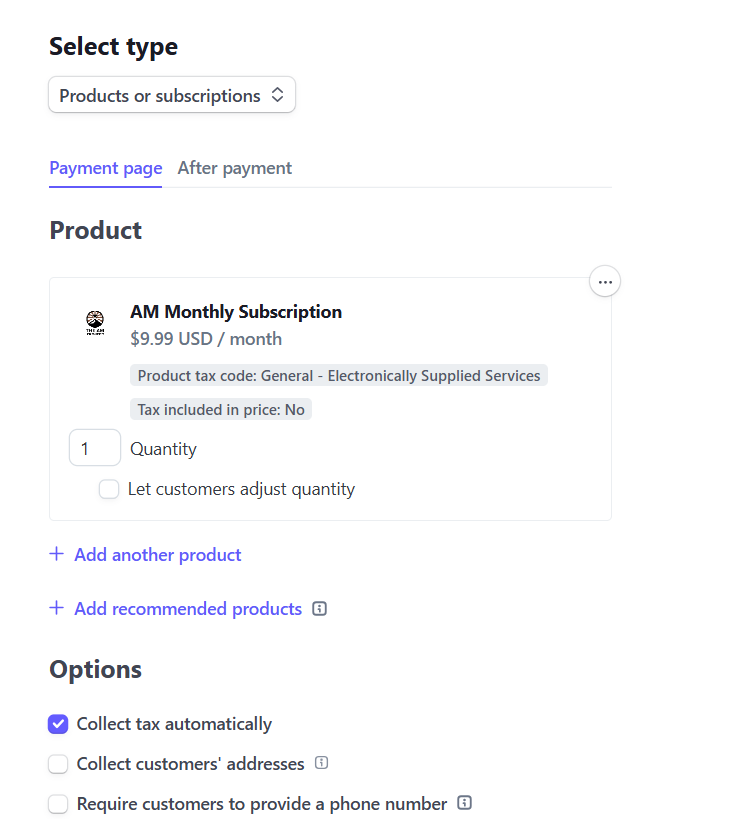 Select type
Products or subscriptions
Payment page After payment
Product
AM Monthly Subscription
$9.99 USD / month
Product tax code: General - Electronically Supplied Services
Tax included in price: No
1 Quantity
Let customers adjust quantity
+ Add another product
+ Add recommended products
Options
Collect tax automatically
Collect customers' addresses
Require customers to provide a phone number